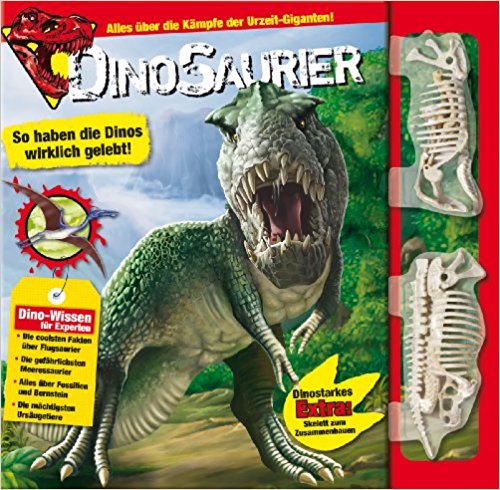 Alles über die Kämpfe der Urzeit-Giganten!
DINOSAURIER
So haben die Dinos
wirklich gelebt!
Dino-Wissen
für Experten
• Die coolsten Fakten
über Flugsaurier
• Die gefährlichsten
Meeressaurier
• Alles über Fossilien
und Bernstein
• Die mächtigsten
Ursäugetiere
Dinostarkes
Extra:
Skelett zum
Zusammenbauen